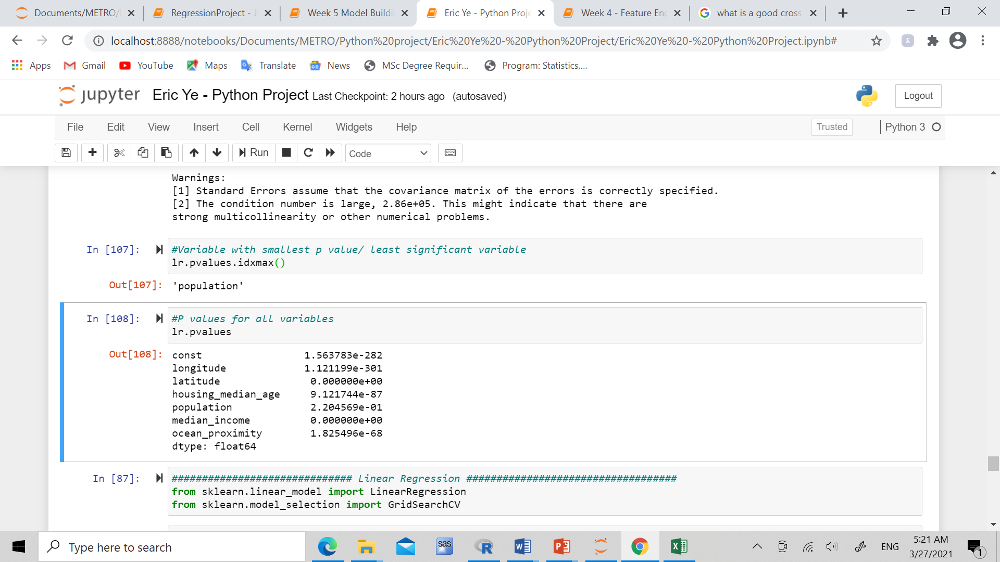 Documents/METRO/
RegressionProject - J
Week 5 Model Buildi
Eric Ye - Python Proje
Week 4 - Feature Eng
what is a good cross
localhost:8888/notebooks/Documents/METRO/Python%20project/Eric%20Ye%20-%20Python%20Project/Eric%20Ye%20-%20Python%20Project.ipynb#
Apps Gmail YouTube Maps Translate News MSc Degree Requir... Program: Statistics,...
jupyter Eric Ye - Python Project Last Checkpoint: 2 hours ago (autosaved)
Logout
File Edit View Insert Cell Kernel Widgets Help
Trusted Python 3
Run Code
Warnings:
[1] Standard Errors assume that the covariance matrix of the errors is correctly specified.
[2] The condition number is large, 2.86e+05. This might indicate that there are
strong multicollinearity or other numerical problems.
In [107]: #Variable with smallest p value/ least significant variable
lr.pvalues.idxmax()
Out[107]: 'population'
In [108]: #P values for all variables
lr.pvalues
Out[108]: const 1.563783e-282
longitude 1.121199e-301
latitude 0.000000e+00
housing_median_age 9.121744e-87
population 2.204569e-01
median_income 0.000000e+00
ocean_proximity 1.825496e-68
dtype: float64
In [87]: ############################## Linear Regression ###################################
from sklearn.linear_model import LinearRegression
from sklearn.model_selection import GridSearchCV
Type here to search
ENG
5:21 AM
3/27/2021
1